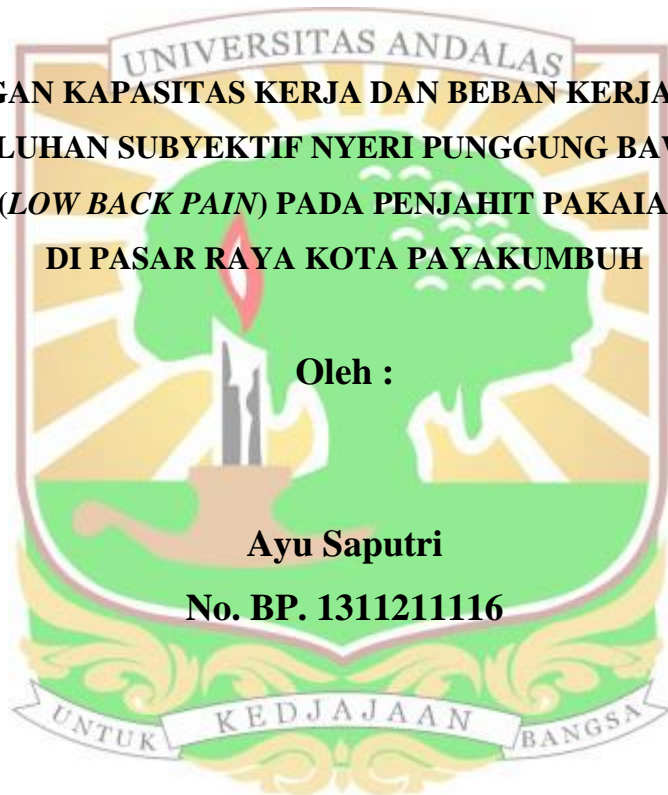 UNIVERSITAS ANDALAS
GAN KAPASITAS KERJA DAN BEBAN KERJA
LUHAN SUBYEKTIF NYERI PUNGGUNG BAW
(LOW BACK PAIN) PADA PENJAHIT PAKAIA
DI PASAR RAYA KOTA PAYAKUMBUH
Oleh :
Ayu Saputri
No. BP. 1311211116
UNTUK KEDJAJAAN BANGSA